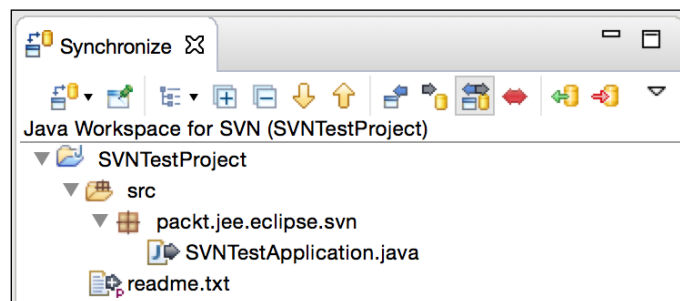 Synchronize
Java Workspace for SVN (SVNTestProject)
SVNTestProject
src
packt.jee.eclipse.svn
SVNTestApplication.java
readme.txt